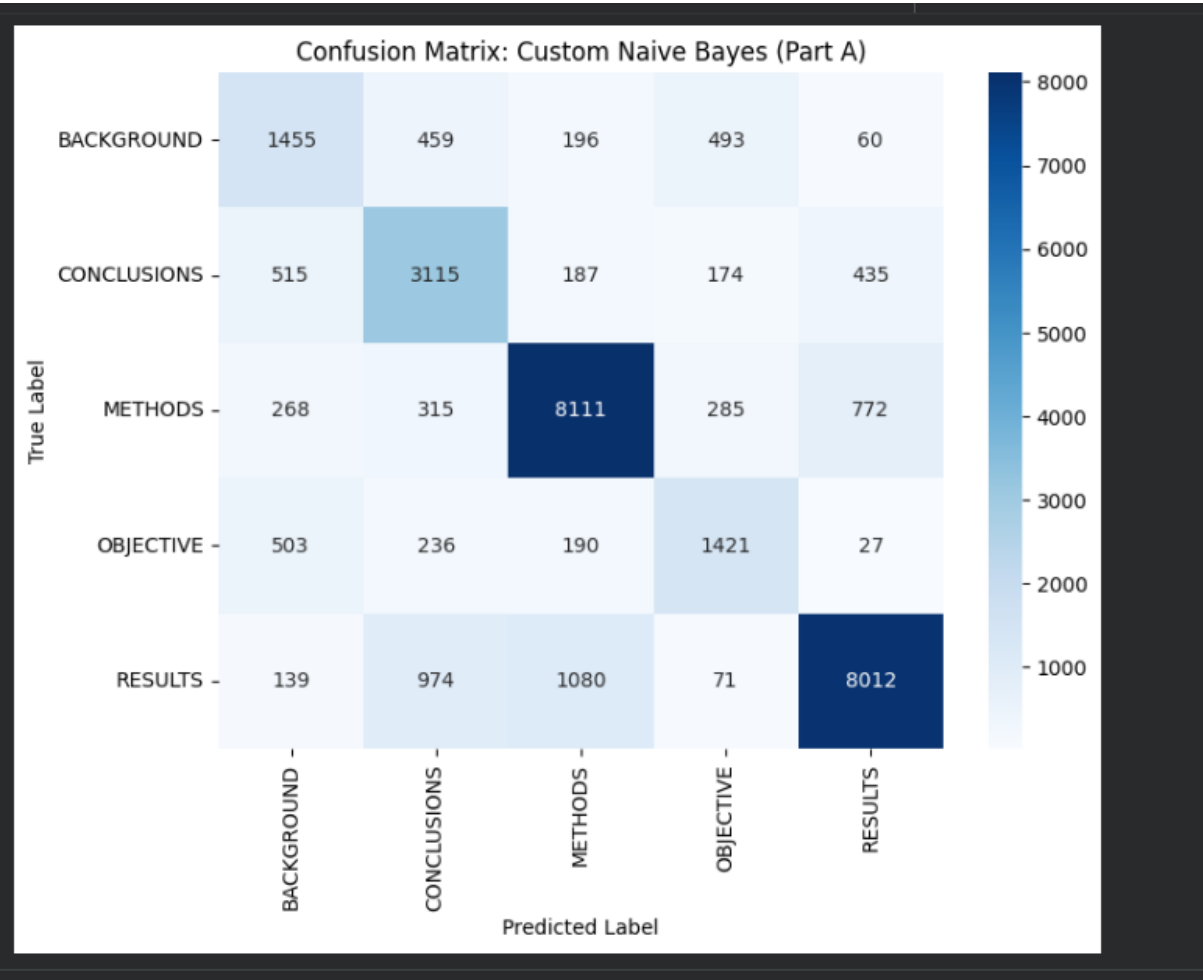 Confusion Matrix: Custom Naive Bayes (Part A)
BACKGROUND 1455 459 196 493 60
CONCLUSIONS 515 3115 187 174 435
METHODS 268 315 8111 285 772
OBJECTIVE 503 236 190 1421 27
RESULTS 139 974 1080 71 8012
True Label
BACKGROUND CONCLUSIONS METHODS OBJECTIVE RESULTS
Predicted Label
8000
7000
6000
5000
4000
3000
2000
1000